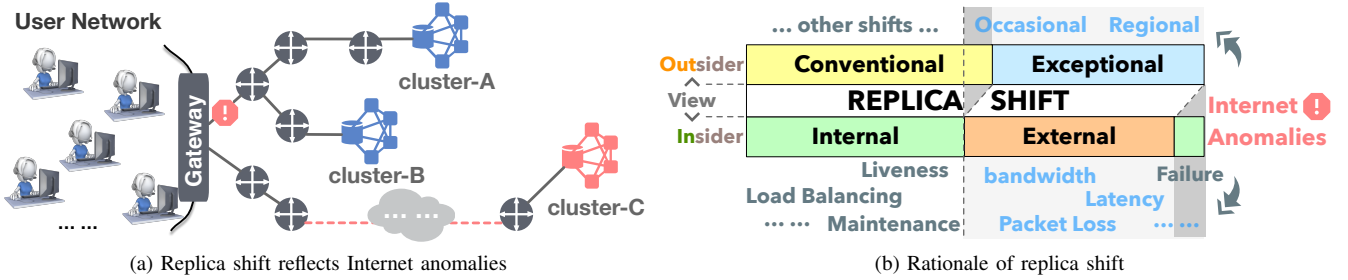 User Network
... ...
Gateway
!
cluster-A
cluster-B
cluster-C
... ...
(a) Replica shift reflects Internet anomalies
... other shifts ... Occasional Regional
Outsider Conventional Exceptional
View REPLICA SHIFT Internet !
Insider Internal External Anomalies
Liveness bandwidth Failure
Load Balancing Latency
... ... Maintenance Packet Loss ... ...
(b) Rationale of replica shift